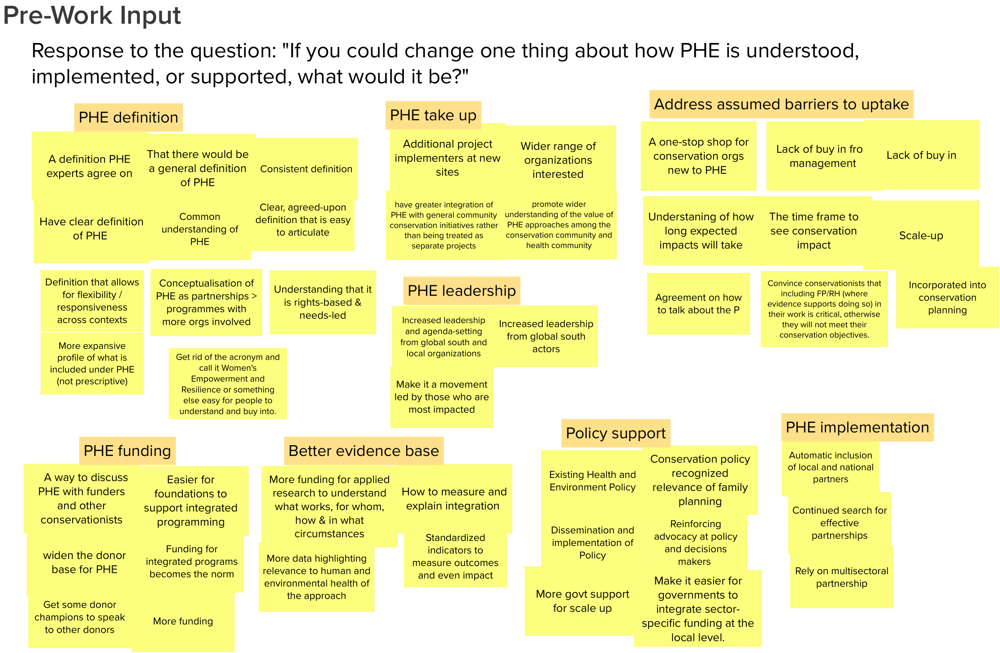 Pre-Work Input
Response to the question: "If you could change one thing about how PHE is understood,
implemented, or supported, what would it be?"
PHE definition
A definition PHE
experts agree on
That there would be
a general definition
of PHE
Consistent definition
Have clear definition
of PHE
Common
understanding of
PHE
Clear, agreed-upon
definition that is easy
to articulate
Definition that allows
for flexibility /
responsiveness
across contexts
Conceptualisation of
PHE as partnerships >
programmes with
more orgs involved
Understanding that it
is rights-based &
needs-led
More expansive
profile of what is
included under PHE
(not prescriptive)
Get rid of the acronym and
call it Women's
Empowerment and
Resilience or something
else easy for people to
understand and buy into.
PHE take up
Additional project
implementers at new
sites
Wider range of
organizations
interested
have greater integration of
PHE with general community
conservation initiatives rather
than being treated as
separate projects
promote wider
understanding of the value of
PHE approaches among the
conservation community and
health community
PHE leadership
Increased leadership
and agenda-setting
from global south and
local organizations
Increased leadership
from global south
actors
Make it a movement
led by those who are
most impacted
Address assumed barriers to uptake
A one-stop shop for
conservation orgs
new to PHE
Lack of buy in fro
management
Lack of buy in
Understaning of how
long expected
impacts will take
The time frame to
see conservation
impact
Scale-up
Agreement on how
to talk about the P
Convince conservationists that
including FP/RH (where
evidence supports doing so) in
their work is critical, otherwise
they will not meet their
conservation objectives.
Incorporated into
conservation
planning
PHE funding
A way to discuss
PHE with funders
and other
conservationists
Easier for
foundations to
support integrated
programming
widen the donor
base for PHE
Funding for
integrated programs
becomes the norm
Get some donor
champions to speak
to other donors
More funding
Better evidence base
More funding for applied
research to understand
what works, for whom,
how & in what
circumstances
How to measure and
explain integration
More data highlighting
relevance to human and
environmental health of
the approach
Standardized
indicators to
measure outcomes
and even impact
Policy support
Existing Health and
Environment Policy
Conservation policy
recognized
relevance of family
planning
Dissemination and
implementation of
Policy
Reinforcing
advocacy at policy
and decisions
makers
More govt support
for scale up
Make it easier for
governments to
integrate sector-
specific funding at the
local level.
PHE implementation
Automatic inclusion
of local and national
partners
Continued search for
effective
partnerships
Rely on multisectoral
partnership